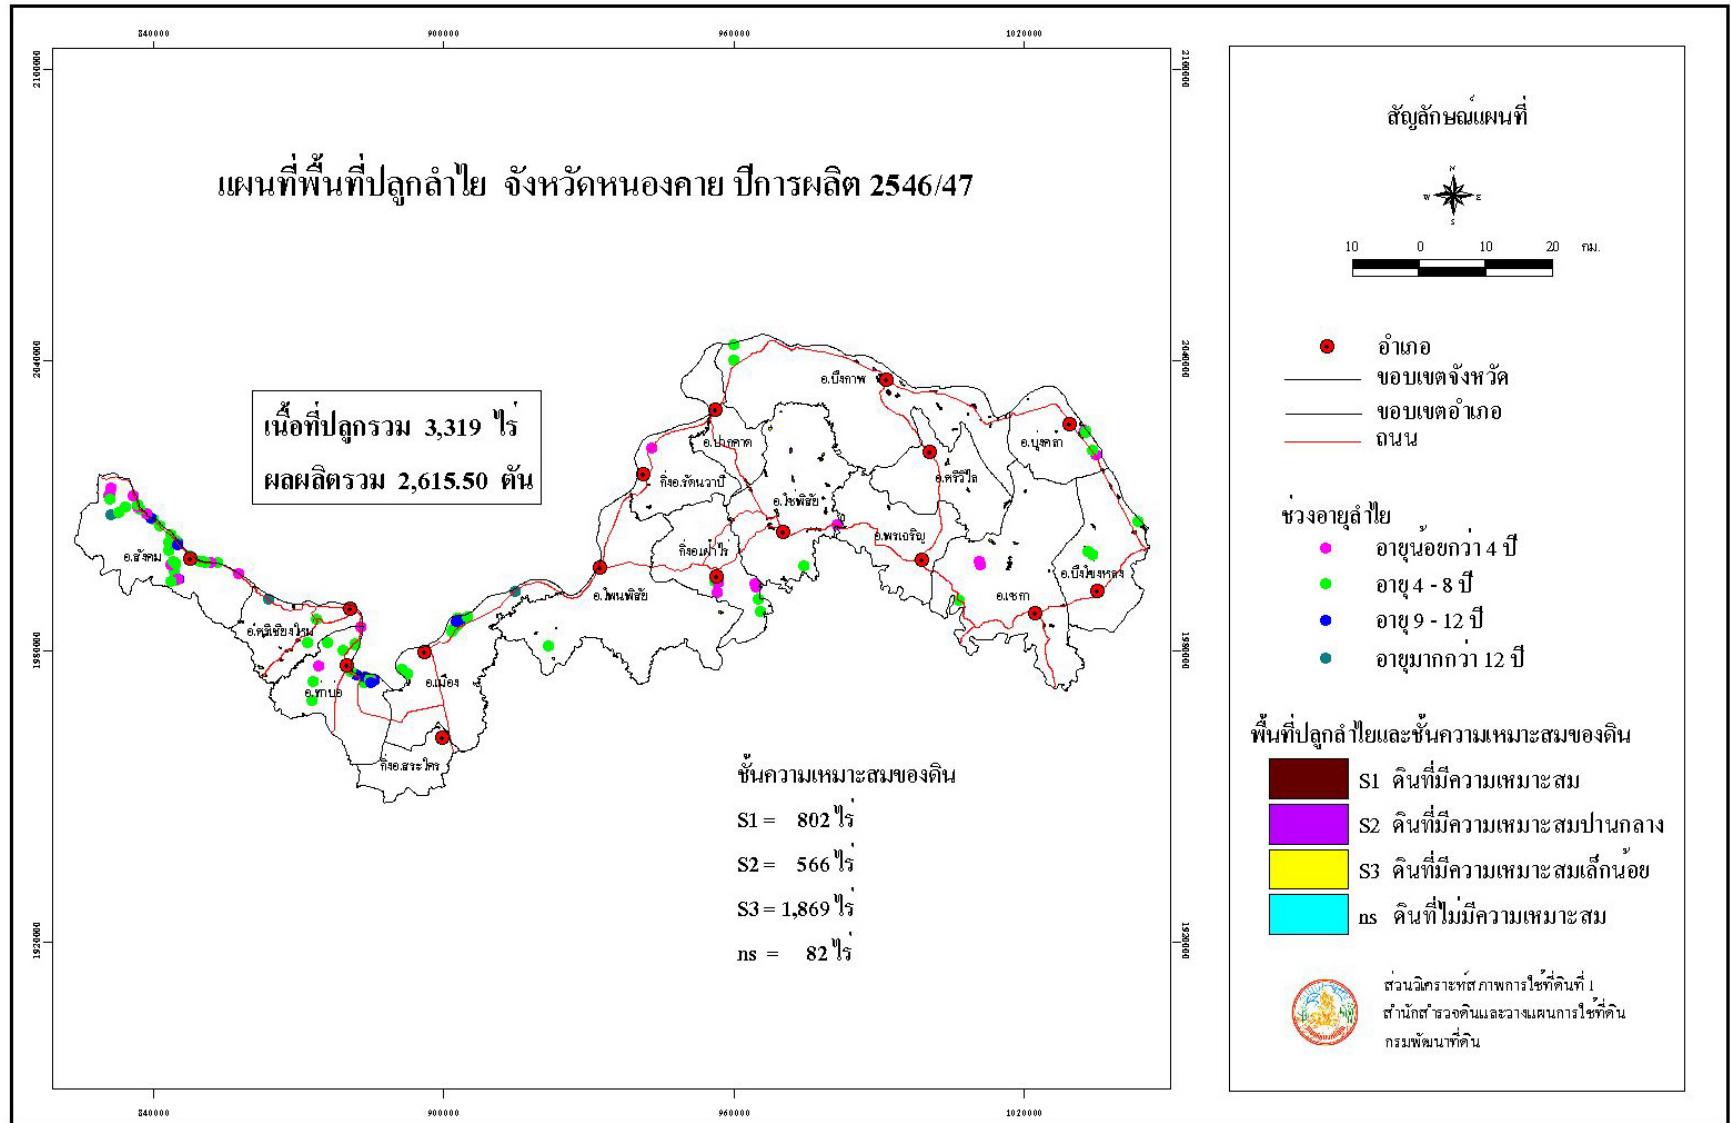 840000 900000 960000 1020000
2100000 2100000
แผนที่พื้นที่ปลูกลำไย จังหวัดหนองคาย ปีการผลิต 2546/47
2040000 2040000
เนื้อที่ปลูกรวม 3,319 ไร่
ผลผลิตรวม 2,615.50 ตัน
อ.บึงกาฬ
อ.ปากคาด
อ.บุ่งคลา
กิ่งอ.รัตนวาปี
อ.โซพิสัย
อ.ศรีวิไล
อ.สังคม
กิ่งอ.เฝ้าไร่
อ.พรเจริญ
อ.บึงโขงหลง
อ.โพนพิสัย
อ.เซกา
อ.ศรีเชียงใหม่
1980000 1980000
อ.ท่าบ่อ
อ.เมือง
กิ่งอ.สระใคร
ชั้นความเหมาะสมของดิน
S1 = 802 ไร่
S2 = 566 ไร่
S3 = 1,869 ไร่
ns = 82 ไร่
1920000 1920000
840000 900000 960000 1020000
สัญลักษณ์แผนที่
N
W E
S
10 0 10 20 กม.
อำเภอ
ขอบเขตจังหวัด
ขอบเขตอำเภอ
ถนน
ช่วงอายุลำไย
อายุน้อยกว่า 4 ปี
อายุ 4 - 8 ปี
อายุ 9 - 12 ปี
อายุมากกว่า 12 ปี
พื้นที่ปลูกลำไยและชั้นความเหมาะสมของดิน
S1 ดินที่มีความเหมาะสม
S2 ดินที่มีความเหมาะสมปานกลาง
S3 ดินที่มีความเหมาะสมเล็กน้อย
ns ดินที่ไม่มีความเหมาะสม
ส่วนวิเคราะห์สภาพการใช้ที่ดินที่ 1
สำนักสำรวจดินและวางแผนการใช้ที่ดิน
กรมพัฒนาที่ดิน